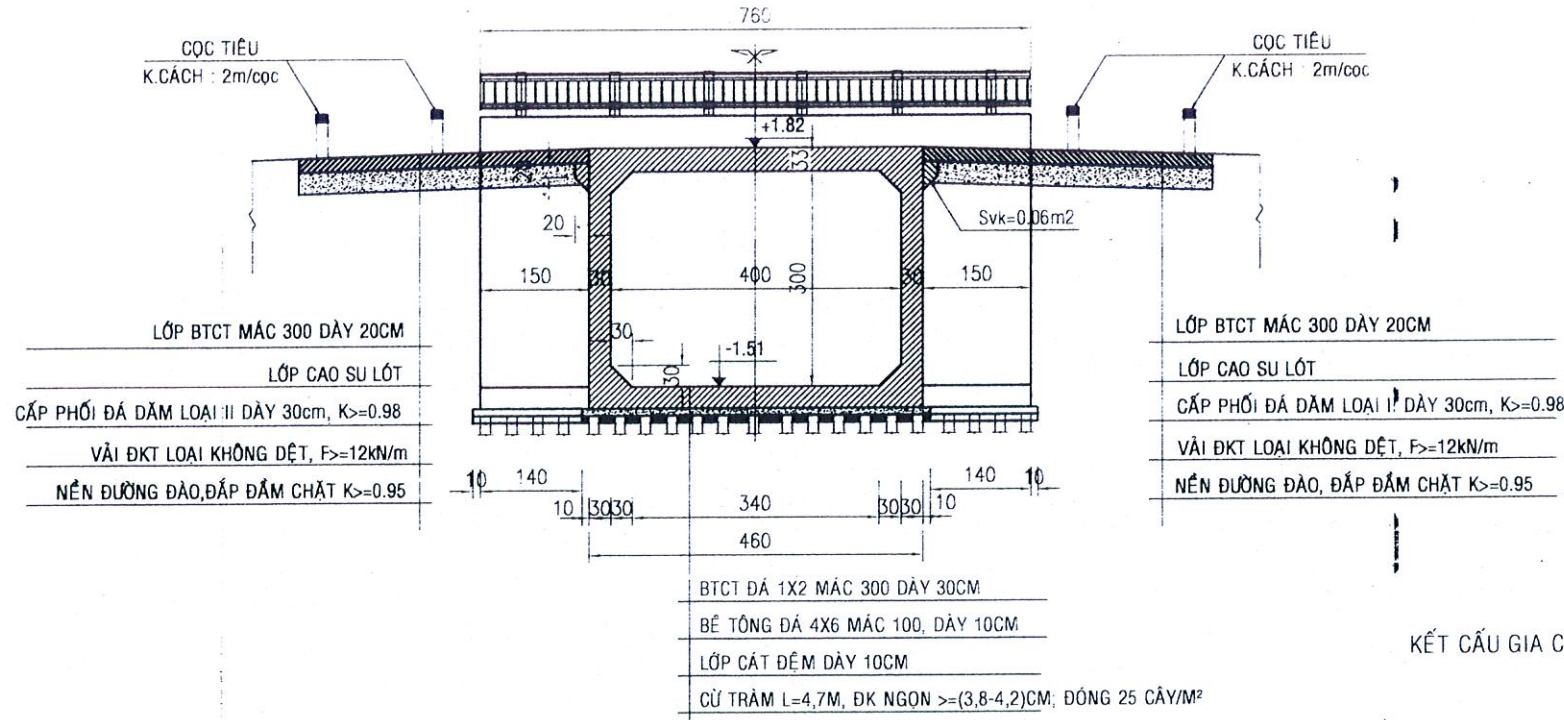 760
CỌC TIÊU
K.CÁCH : 2m/cọc
CỌC TIÊU
K.CÁCH : 2m/cọc
+1.82
33
20
Svk=0.06m2
150
30
400
300
30
150
30
30
-1.51
LỚP BTCT MÁC 300 DÀY 20CM
LỚP CAO SU LÓT
CẤP PHỐI ĐÁ DĂM LOẠI II DÀY 30cm, K>=0.98
VẢI ĐKT LOẠI KHÔNG DỆT, F>=12kN/m
NỀN ĐƯỜNG ĐÀO,ĐẮP ĐẦM CHẶT K>=0.95
LỚP BTCT MÁC 300 DÀY 20CM
LỚP CAO SU LÓT
CẤP PHỐI ĐÁ DĂM LOẠI DÀY 30cm, K>=0.98
VẢI ĐKT LOẠI KHÔNG DỆT, F>=12kN/m
NỀN ĐƯỜNG ĐÀO, ĐẮP ĐẦM CHẶT K>=0.95
10
140
140
10
10
30
30
340
30
30
10
460
BTCT ĐÁ 1X2 MÁC 300 DÀY 30CM
BÊ TÔNG ĐÁ 4X6 MÁC 100, DÀY 10CM
LỚP CÁT ĐỆM DÀY 10CM
CỪ TRÀM L=4,7M, ĐK NGỌN >=(3,8-4,2)CM; ĐÓNG 25 CÂY/M²
KẾT CẤU GIA C